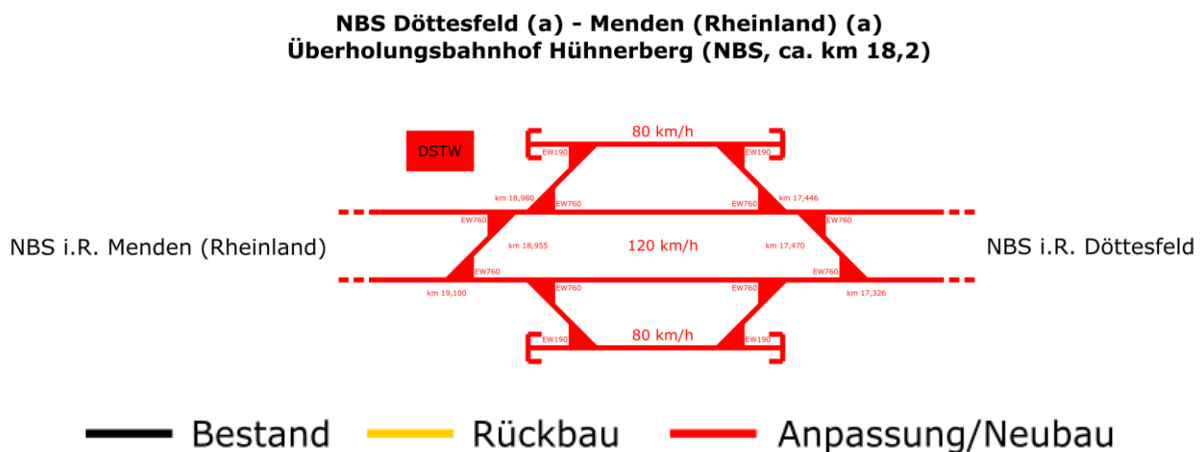 NBS Döttesfeld (a) - Menden (Rheinland) (a)
Überholungsbahnhof Hühnerberg (NBS, ca. km 18,2)
80 km/h
DSTW
EW190
EW190
km 18,980
EW760
EW760
km 17,446
EW760
EW760
NBS i.R. Menden (Rheinland)
km 18,955
120 km/h
km 17,470
NBS i.R. Döttesfeld
EW760
EW760
km 19,100
EW760
EW760
km 17,326
80 km/h
EW190
EW190
Bestand
Rückbau
Anpassung/Neubau